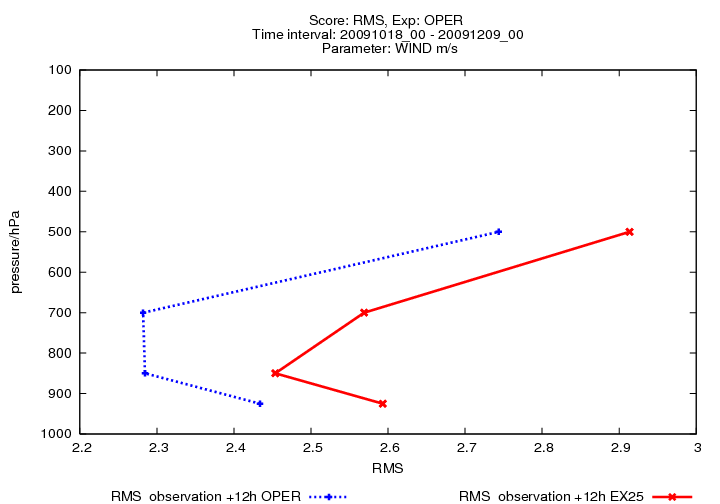 Score: RMS, Exp: OPER
Time interval: 20091018_00 - 20091209_00
Parameter: WIND m/s
100
200
300
400
500
600
700
800
900
1000
pressure/hPa
2.2 2.3 2.4 2.5 2.6 2.7 2.8 2.9 3
RMS
RMS observation +12h OPER
RMS observation +12h EX25